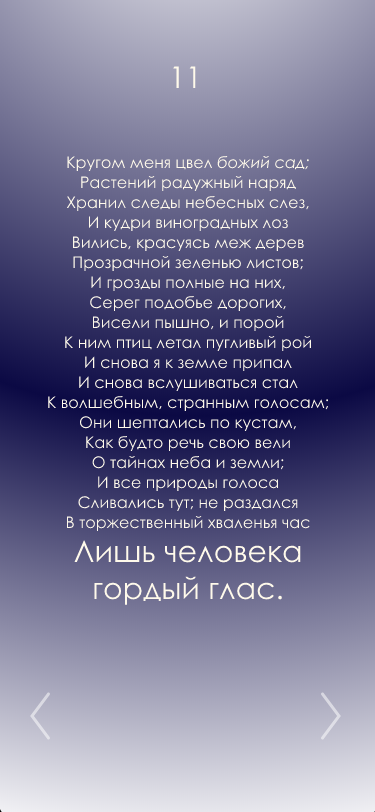 11
Кругом меня цвел божий сад;
Растений радужный наряд
Хранил следы небесных слез,
И кудри виноградных лоз
Вились, красуясь меж дерев
Прозрачной зеленью листов;
И грозды полные на них,
Серег подобье дорогих,
Висели пышно, и порой
К ним птиц летал пугливый рой
И снова я к земле припал
И снова вслушиваться стал
К волшебным, странным голосам;
Они шептались по кустам,
Как будто речь свою вели
О тайнах неба и земли;
И все природы голоса
Сливались тут; не раздался
В торжественный хваленья час
Лишь человека
гордый глас.